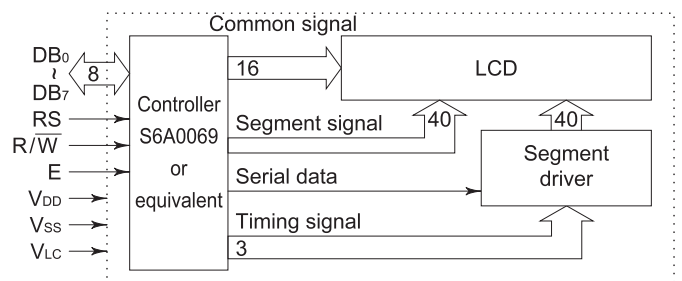 Common signal
DB0
~
DB7
8
16
LCD
Controller
S6A0069
or
equivalent
RS
R/W̅
E
VDD
VSS
VLC
Segment signal
40
40
Segment
driver
Serial data
Timing signal
3